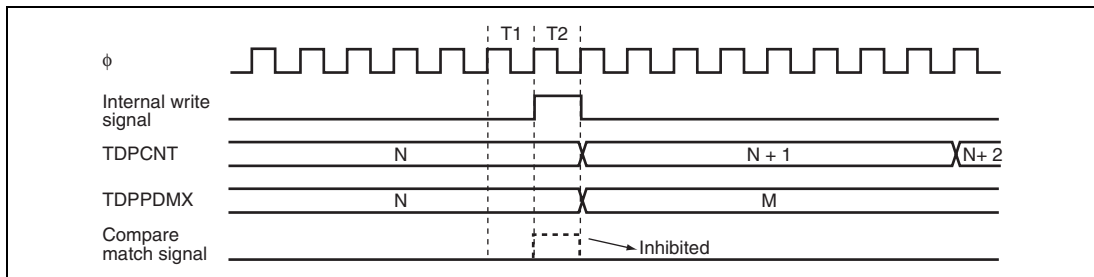 T1 T2
ϕ
Internal write
signal
TDPCNT N N + 1 N+ 2
TDPPDMX N M
Compare
match signal Inhibited